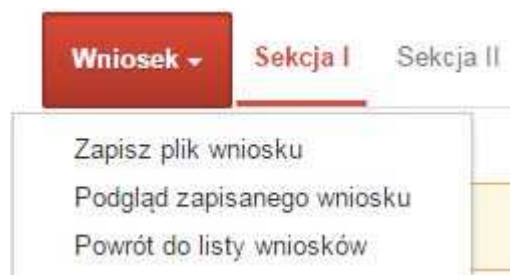 Wniosek Sekcja I Sekcja II
Zapisz plik wniosku
Podgląd zapisanego wniosku
Powrót do listy wniosków